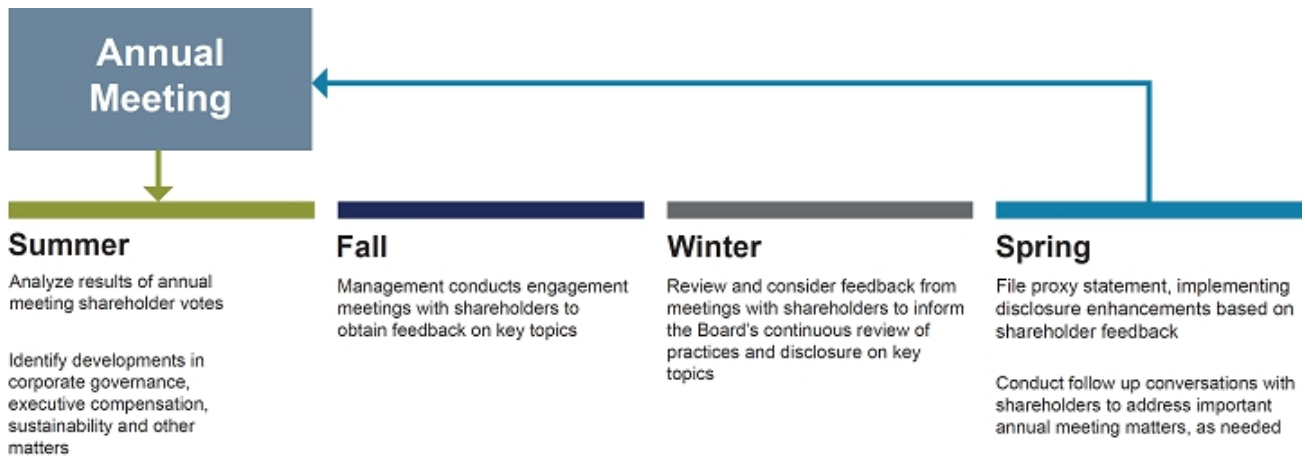 Annual
Meeting
Summer
Analyze results of annual
meeting shareholder votes
Identify developments in
corporate governance,
executive compensation,
sustainability and other
matters
Fall
Management conducts engagement
meetings with shareholders to
obtain feedback on key topics
Winter
Review and consider feedback from
meetings with shareholders to inform
the Board's continuous review of
practices and disclosure on key
topics
Spring
File proxy statement, implementing
disclosure enhancements based on
shareholder feedback
Conduct follow up conversations with
shareholders to address important
annual meeting matters, as needed